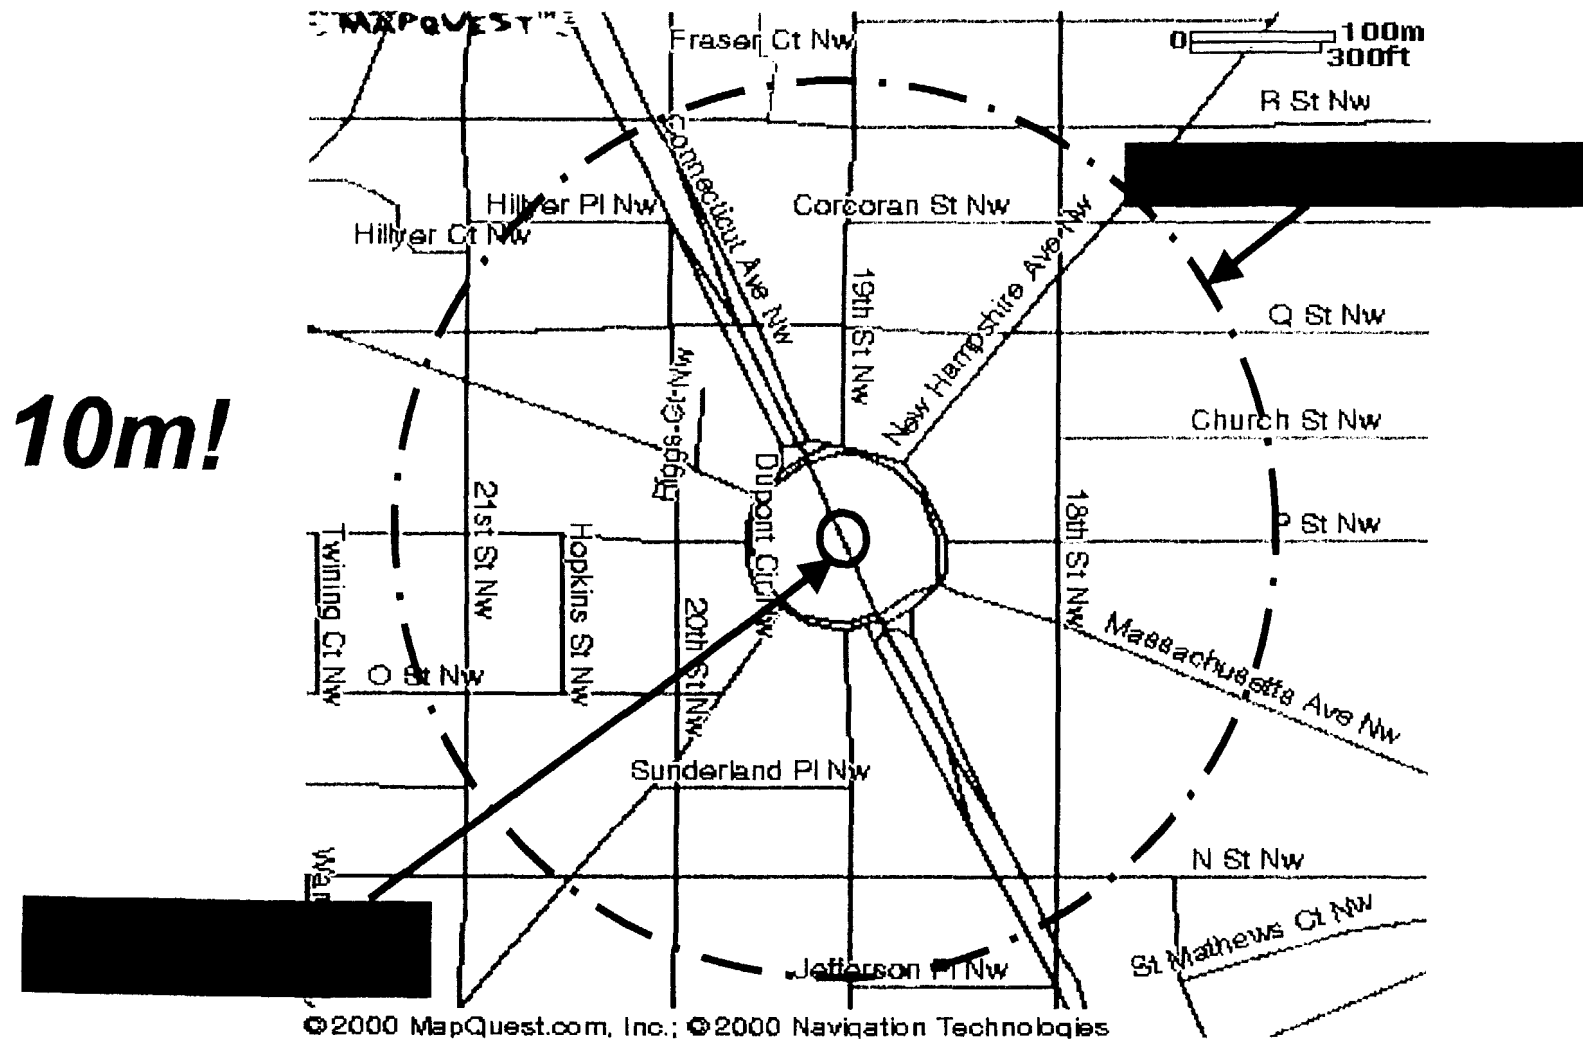 MAPQUEST™
Fraser Ct Nw
0 100m
300ft
R St Nw
Connecticut Ave Nw
Hillyer Pl Nw
Corcoran St Nw
Hillyer Ct Nw
New Hampshire Ave Nw
19th St Nw
Q St Nw
10m!
Church St Nw
Dupont Cir Nw
21st St Nw
18th St Nw
P St Nw
Twining Ct Nw
Hopkins St Nw
20th St Nw
O St Nw
Massachusetts Ave Nw
Sunderland Pl Nw
N St Nw
St Mathews Ct Nw
Jefferson Pl Nw
©2000 MapQuest.com, Inc.; ©2000 Navigation Technologies